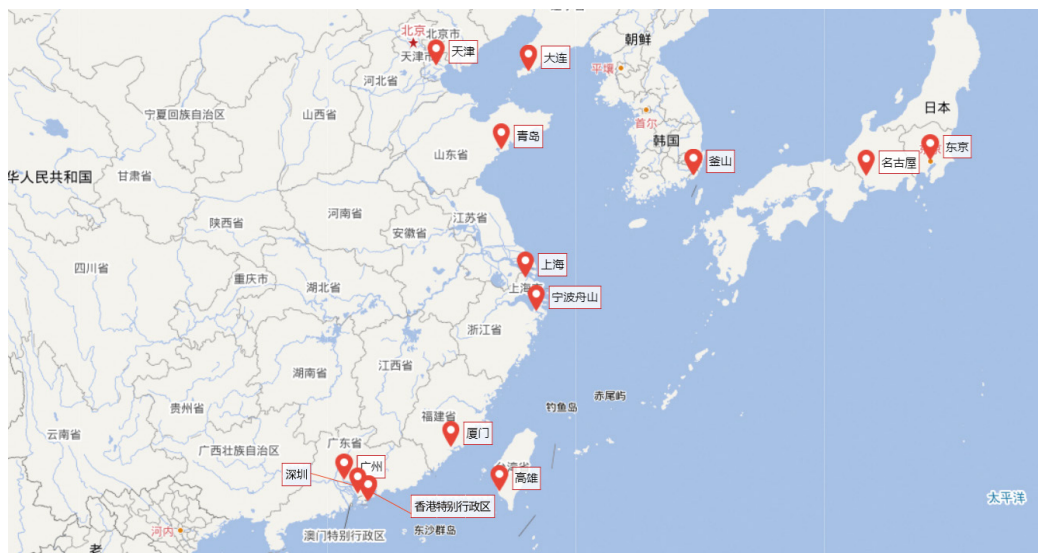 北京
北京市
天津
天津市
大连
朝鲜
平壤
河北省
日本
宁夏回族自治区
山西省
首尔
青岛
韩国
东京
山东省
釜山
名古屋
华人民共和国
甘肃省
河南省
江苏省
陕西省
安徽省
上海
四川省
重庆市
湖北省
宁波舟山
浙江省
江西省
湖南省
赤尾屿
钓鱼岛
贵州省
福建省
云南省
厦门
广东省
广西壮族自治区
广州
深圳
高雄
香港特别行政区
太平洋
河内
东沙群岛
澳门特别行政区
老